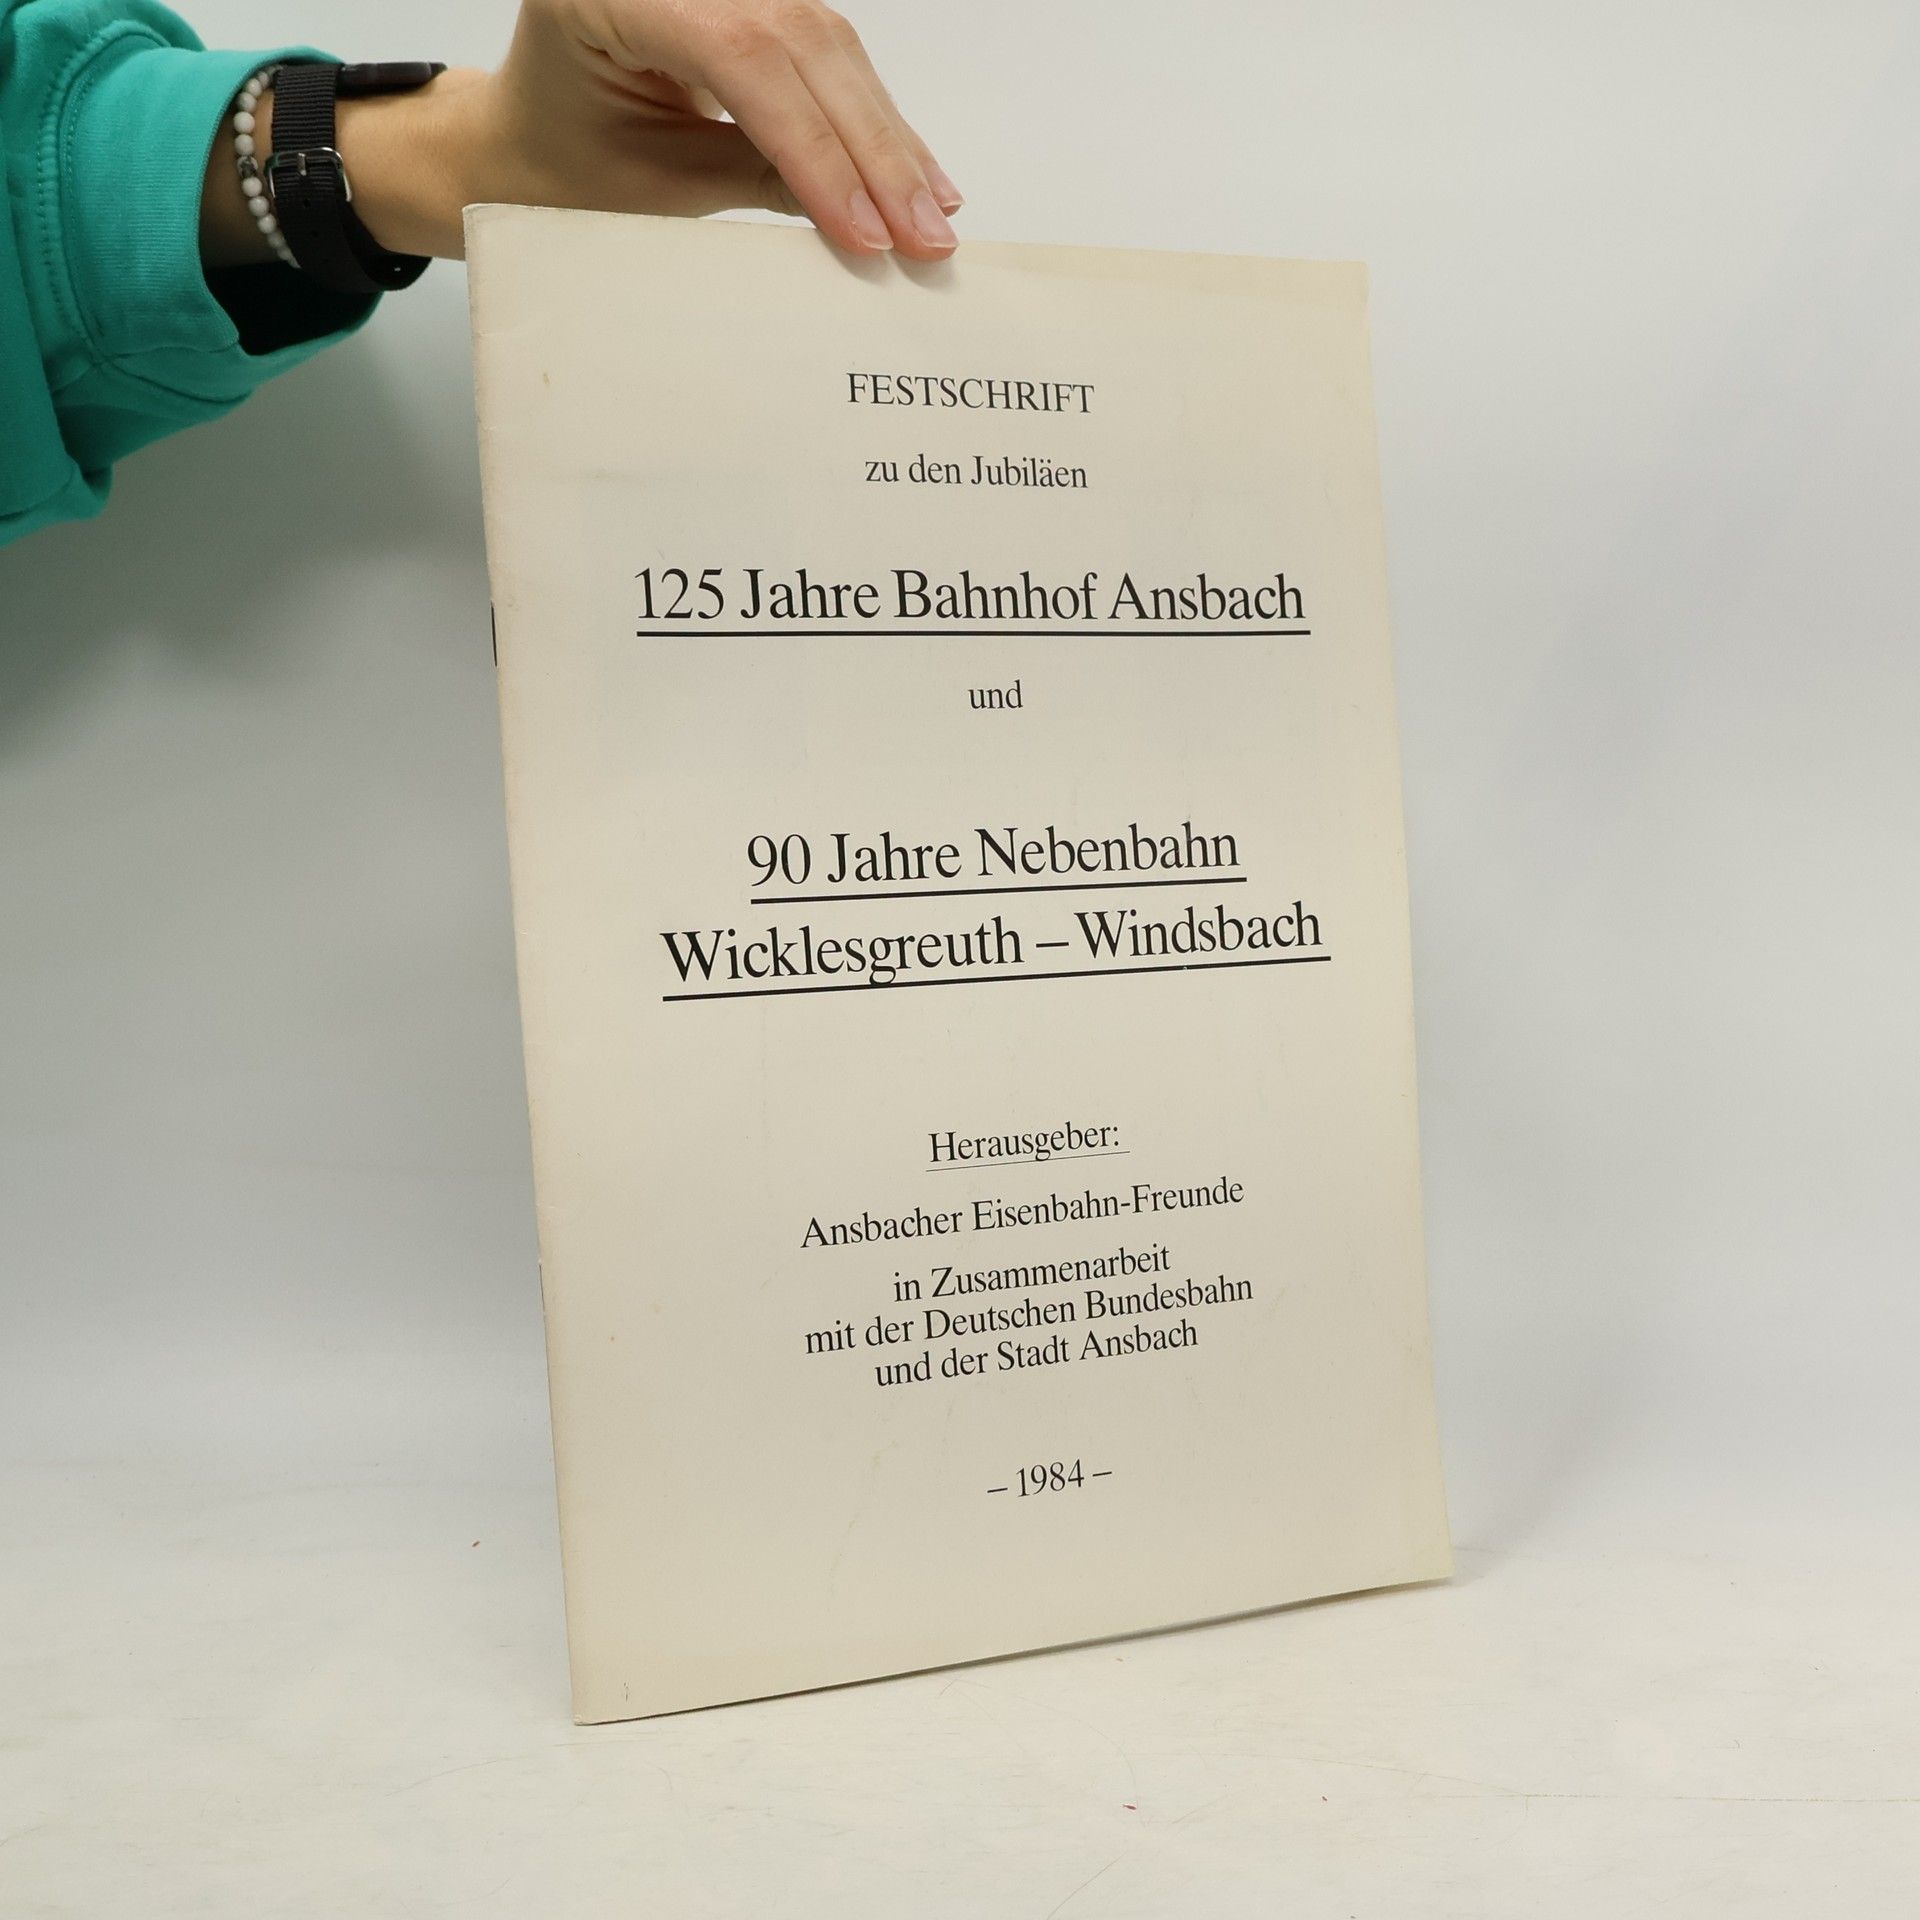 FESTSCHRIFT
zu den Jubiläen
125 Jahre Bahnhof Ansbach
und
90 Jahre Nebenbahn
Wicklesgreuth – Windsbach
Herausgeber:
Ansbacher Eisenbahn-Freunde
in Zusammenarbeit
mit der Deutschen Bundesbahn
und der Stadt Ansbach
– 1984 –